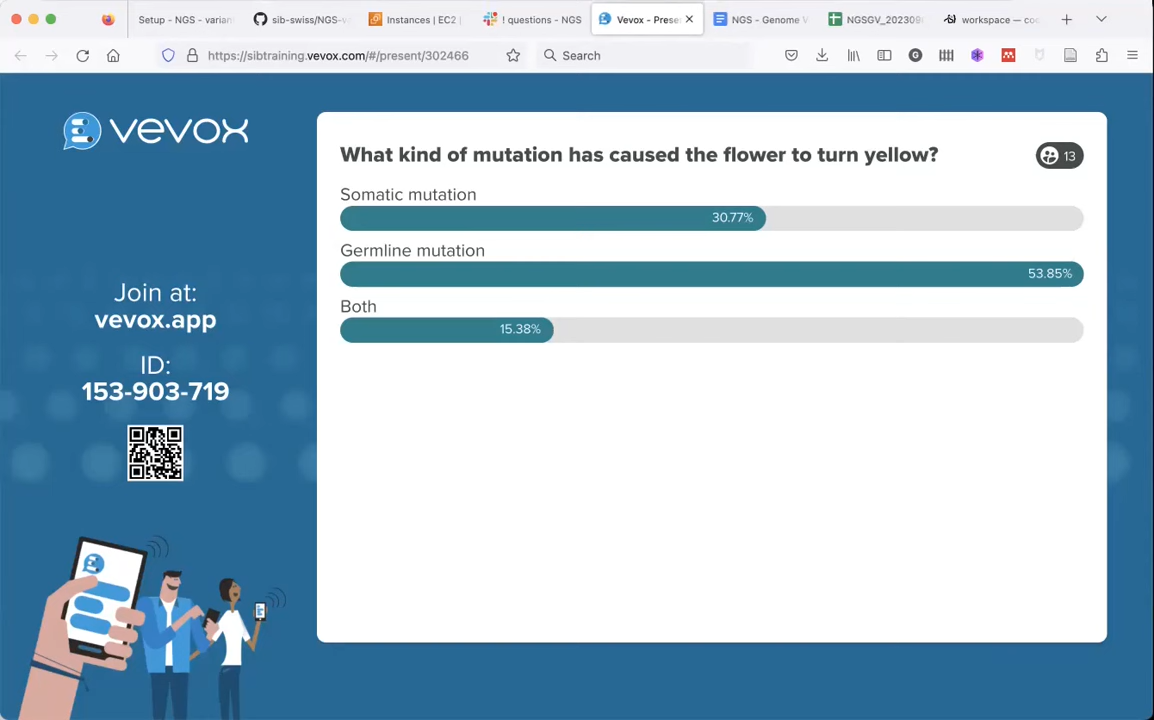 Setup - NGS - varian
sib-swiss/NGS-v
Instances | EC2 |
! questions - NGS
Vevox - Prese
NGS - Genome V
NGSGV_20230
workspace — co
https://sibtraining.vevox.com/#/present/302466
Search
vevox
What kind of mutation has caused the flower to turn yellow?
13
Somatic mutation
30.77%
Germline mutation
53.85%
Both
15.38%
Join at:
vevox.app
ID:
153-903-719